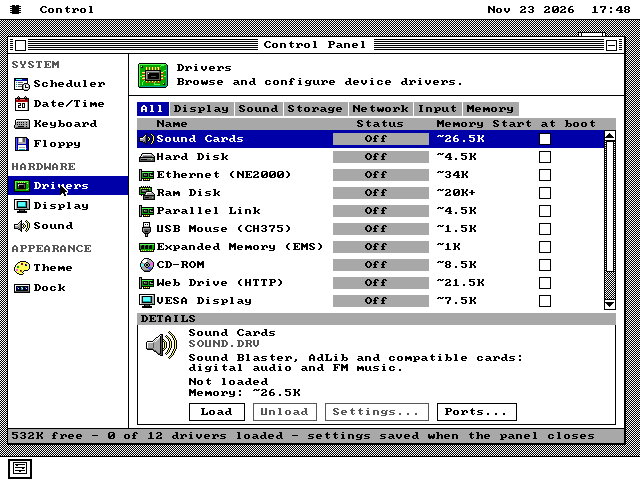 Control Nov 23 2026 17:48
Control Panel
SYSTEM
Scheduler
Date/Time
Keyboard
Floppy
HARDWARE
Drivers
Display
Sound
APPEARANCE
Theme
Dock
Drivers
Browse and configure device drivers.
All Display Sound Storage Network Input Memory
Name Status Memory Start at boot
Sound Cards Off ~26.5K
Hard Disk Off ~4.5K
Ethernet (NE2000) Off ~34K
Ram Disk Off ~20K+
Parallel Link Off ~4.5K
USB Mouse (CH375) Off ~1.5K
Expanded Memory (EMS) Off ~1K
CD-ROM Off ~8.5K
Web Drive (HTTP) Off ~21.5K
VESA Display Off ~7.5K
DETAILS
Sound Cards
SOUND.DRV
Sound Blaster, AdLib and compatible cards:
digital audio and FM music.
Not loaded
Memory: ~26.5K
Load Unload Settings... Ports...
532K free - 0 of 12 drivers loaded - settings saved when the panel closes